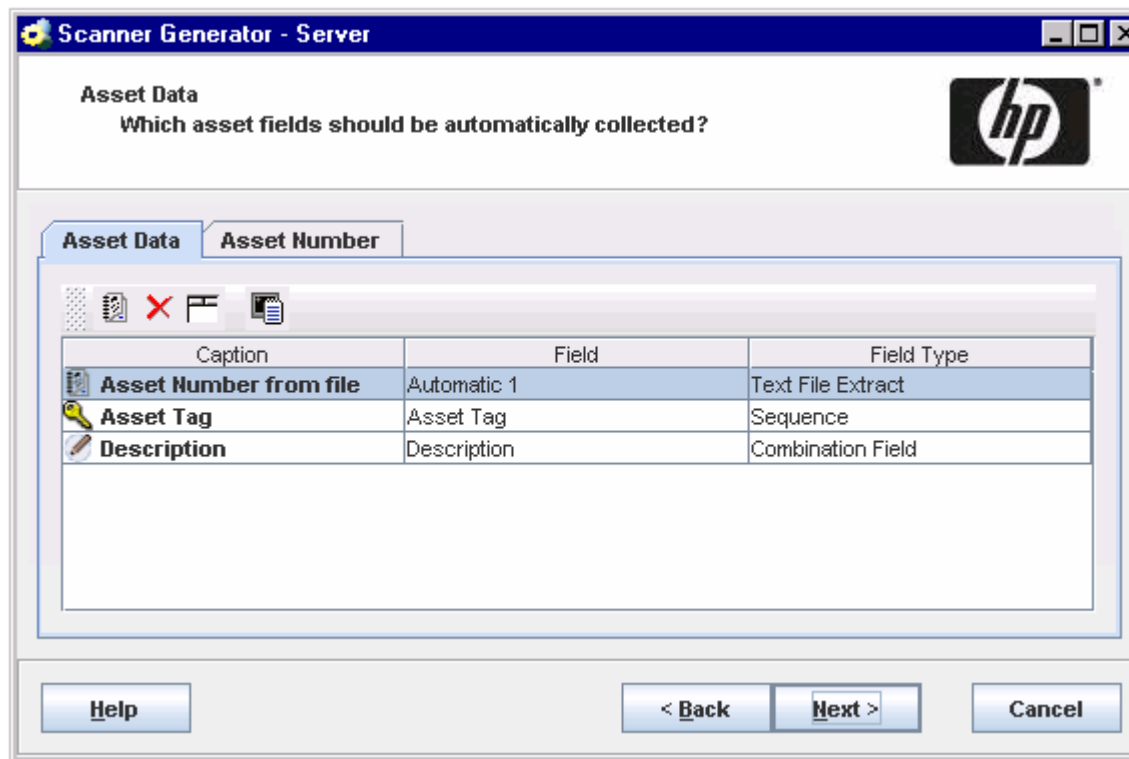 Scanner Generator - Server
Asset Data
Which asset fields should be automatically collected?
hp
Asset Data Asset Number
Caption Field Field Type
Asset Number from file Automatic 1 Text File Extract
Asset Tag Asset Tag Sequence
Description Description Combination Field
Help < Back Next > Cancel